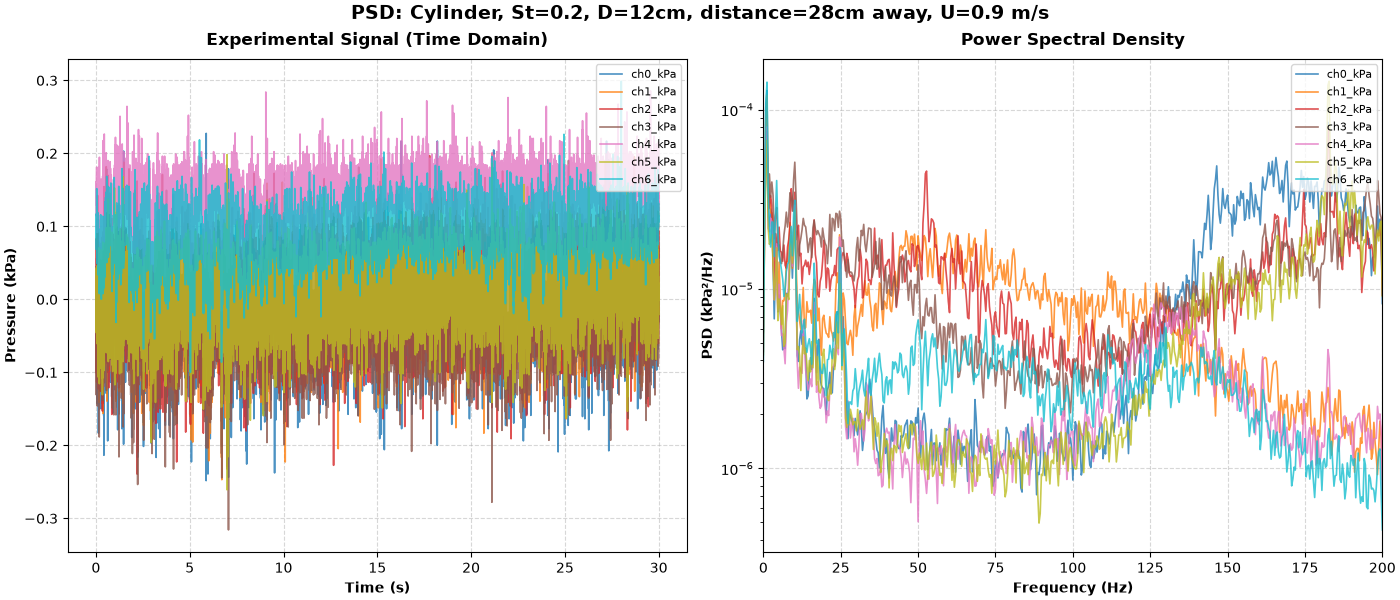 PSD: Cylinder, St=0.2, D=12cm, distance=28cm away, U=0.9 m/s
Experimental Signal (Time Domain)
Pressure (kPa)
0.3
0.2
0.1
0.0
−0.1
−0.2
−0.3
0 5 10 15 20 25 30
Time (s)
ch0_kPa
ch1_kPa
ch2_kPa
ch3_kPa
ch4_kPa
ch5_kPa
ch6_kPa
Power Spectral Density
PSD (kPa²/Hz)
10⁻⁴
10⁻⁵
10⁻⁶
0 25 50 75 100 125 150 175 200
Frequency (Hz)
ch0_kPa
ch1_kPa
ch2_kPa
ch3_kPa
ch4_kPa
ch5_kPa
ch6_kPa